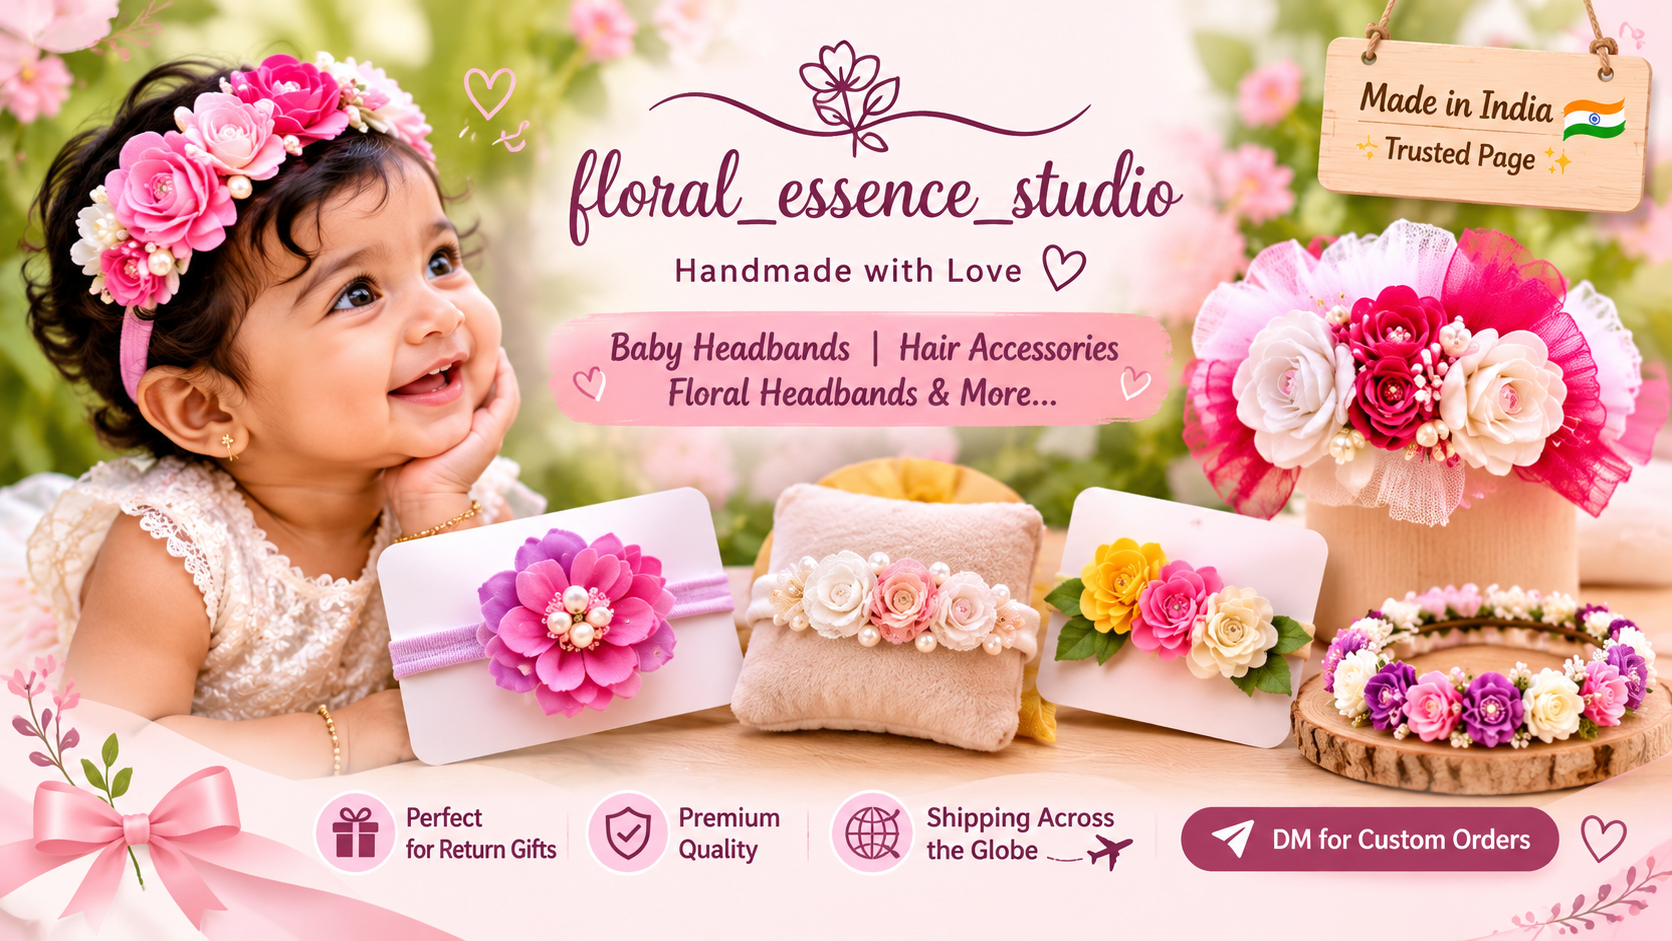 floral_essence_studio
Handmade with Love
Baby Headbands | Hair Accessories
Floral Headbands & More...
Made in India
Trusted Page
Perfect
for Return Gifts
Premium
Quality
Shipping Across
the Globe
DM for Custom Orders